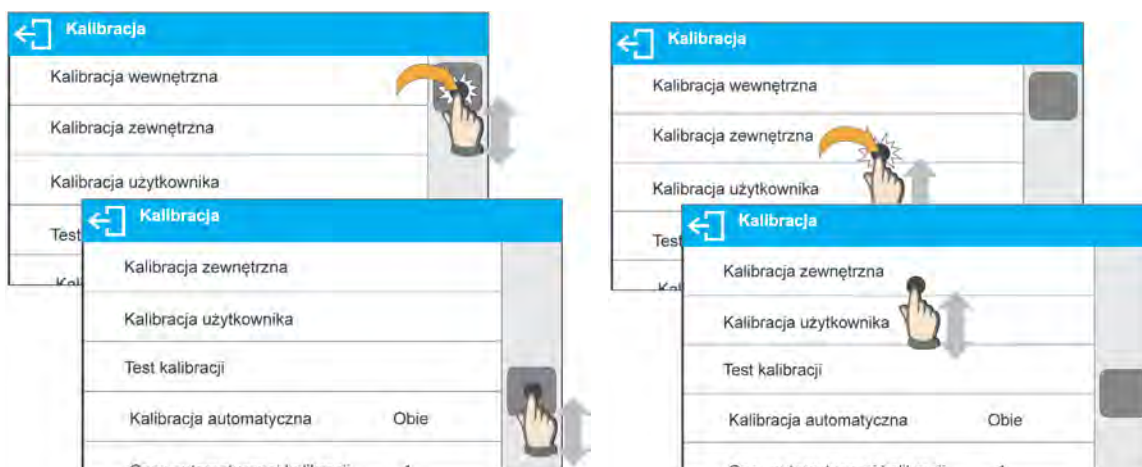 Kalibracja
Kalibracja wewnętrzna
Kalibracja zewnętrzna
Kalibracja użytkownika
Test
Kalibracja
Kalibracja zewnętrzna
Kalibracja użytkownika
Test kalibracji
Kalibracja automatyczna Obie
Kalibracja
Kalibracja wewnętrzna
Kalibracja zewnętrzna
Kalibracja użytkownika
Test
Kalibracja
Kalibracja zewnętrzna
Kalibracja użytkownika
Test kalibracji
Kalibracja automatyczna Obie